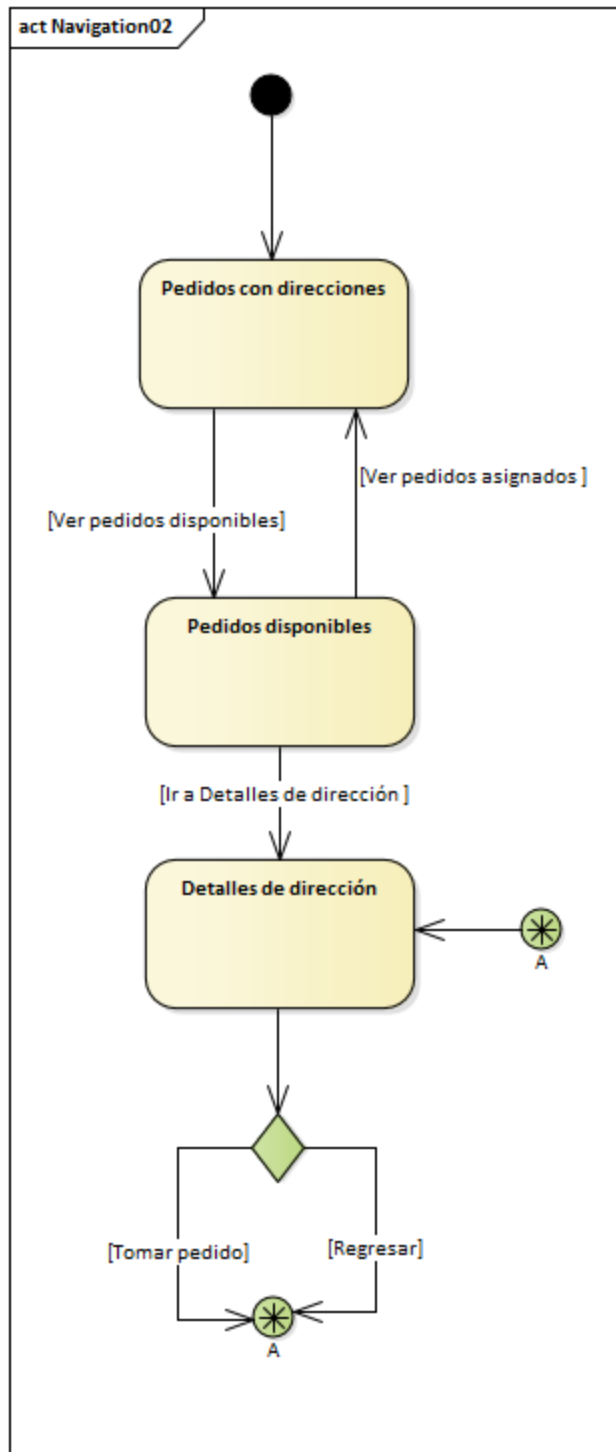 act Navigation02
Pedidos con direcciones
[Ver pedidos asignados ]
[Ver pedidos disponibles]
Pedidos disponibles
[Ir a Detalles de dirección ]
Detalles de dirección
A
[Tomar pedido]
[Regresar]
A